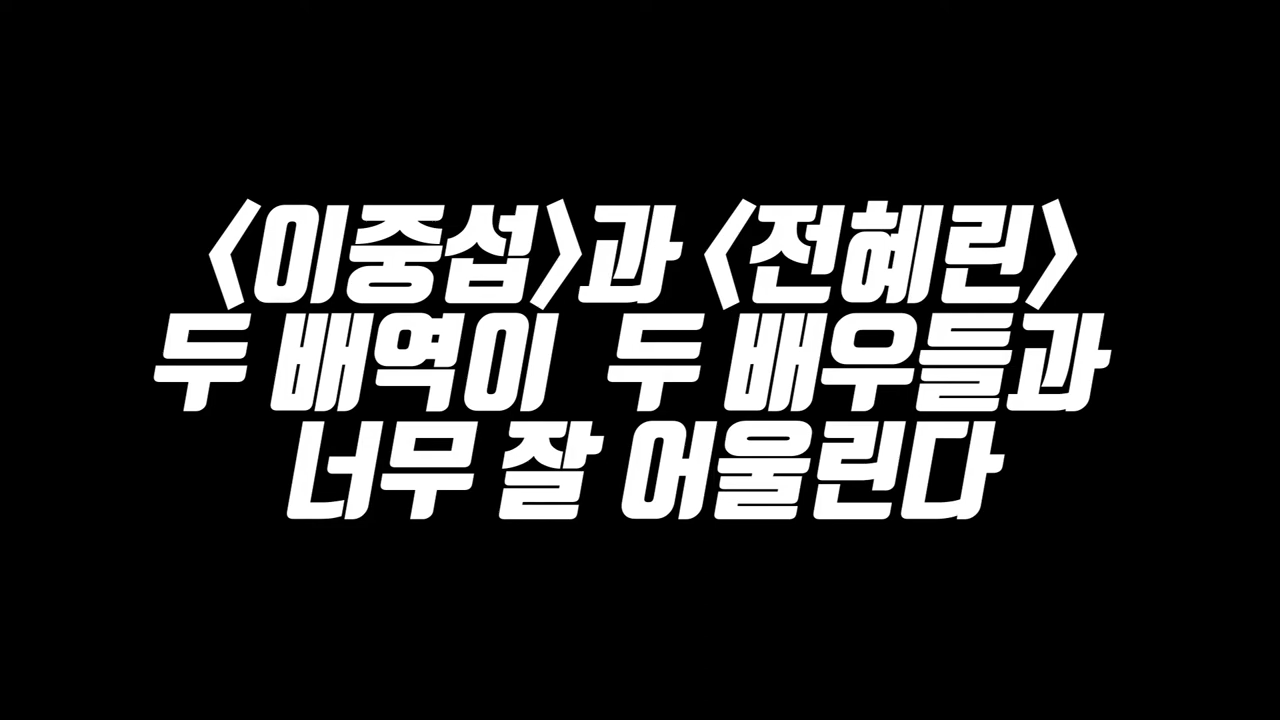 <이중섭>과 <전혜린>
두 배역이 두 배우들과
너무 잘 어울린다